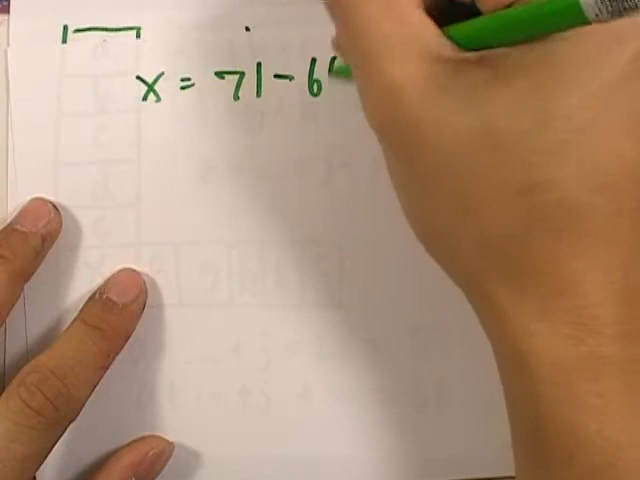 x = 71 - 6